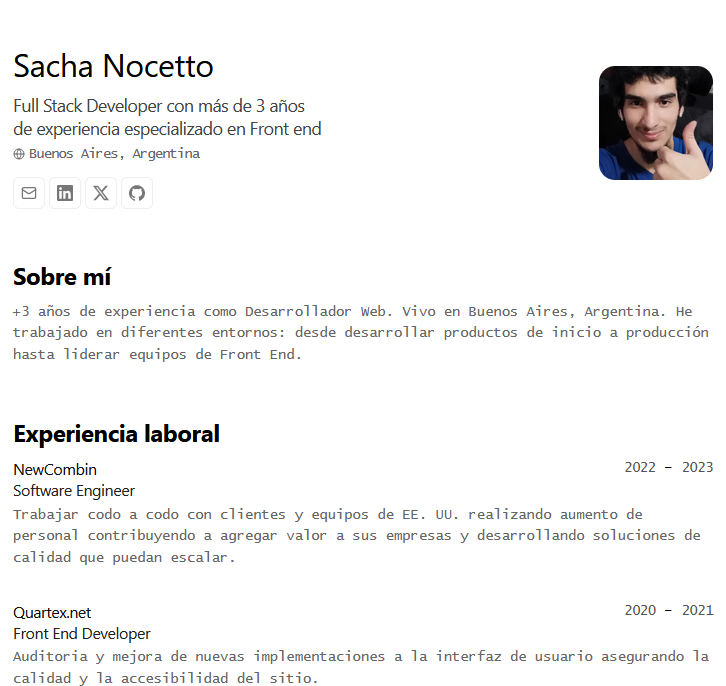 Sacha Nocetto
Full Stack Developer con más de 3 años
de experiencia especializado en Front end
Buenos Aires, Argentina
Sobre mí
+3 años de experiencia como Desarrollador Web. Vivo en Buenos Aires, Argentina. He
trabajado en diferentes entornos: desde desarrollar productos de inicio a producción
hasta liderar equipos de Front End.
Experiencia laboral
NewCombin 2022 – 2023
Software Engineer
Trabajar codo a codo con clientes y equipos de EE. UU. realizando aumento de
personal contribuyendo a agregar valor a sus empresas y desarrollando soluciones de
calidad que puedan escalar.
Quartex.net 2020 – 2021
Front End Developer
Auditoria y mejora de nuevas implementaciones a la interfaz de usuario asegurando la
calidad y la accesibilidad del sitio.